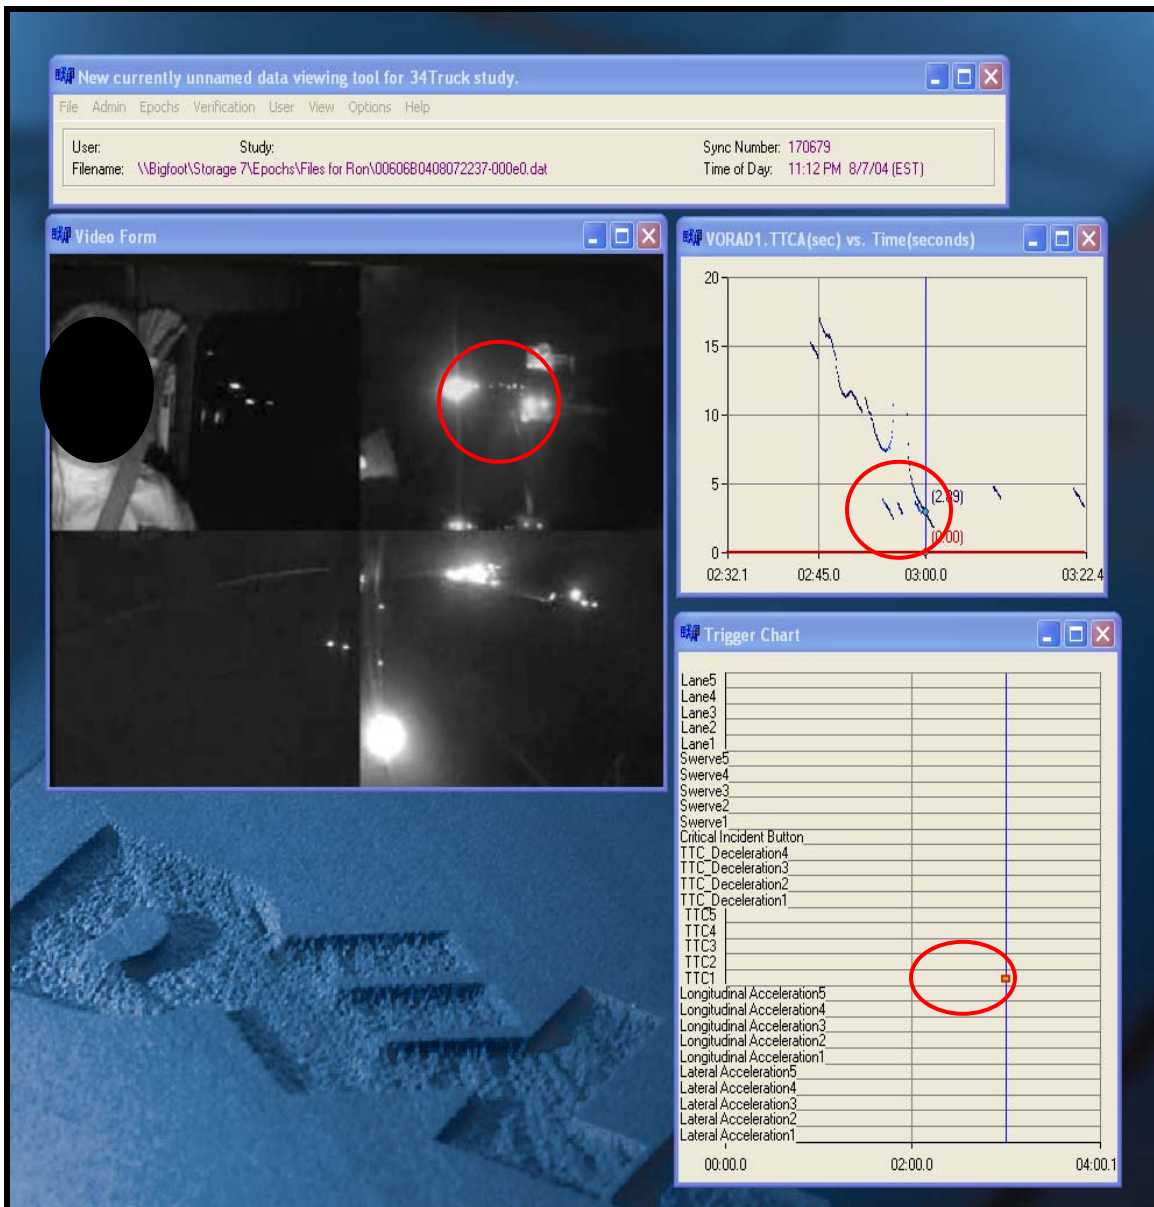 New currently unnamed data viewing tool for 34Truck study.
File Admin Epochs Verification User View Options Help
User: Study: Sync Number: 170679
Filename: \\Bigfoot\Storage 7\Epochs\Files for Ron\00606B0408072237-000e0.dat Time of Day: 11:12 PM 8/7/04 (EST)
Video Form
VORAD1.TTCA(sec) vs. Time(seconds)
20
15
10
5
(2.89)
(0.00)
0
02:32.1 02:45.0 03:00.0 03:22.4
Trigger Chart
Lane5
Lane4
Lane3
Lane2
Lane1
Swerve5
Swerve4
Swerve3
Swerve2
Swerve1
Critical Incident Button
TTC_Deceleration4
TTC_Deceleration3
TTC_Deceleration2
TTC_Deceleration1
TTC5
TTC4
TTC3
TTC2
TTC1
Longitudinal Acceleration5
Longitudinal Acceleration4
Longitudinal Acceleration3
Longitudinal Acceleration2
Longitudinal Acceleration1
Lateral Acceleration5
Lateral Acceleration4
Lateral Acceleration3
Lateral Acceleration2
Lateral Acceleration1
00:00.0 02:00.0 04:00.1